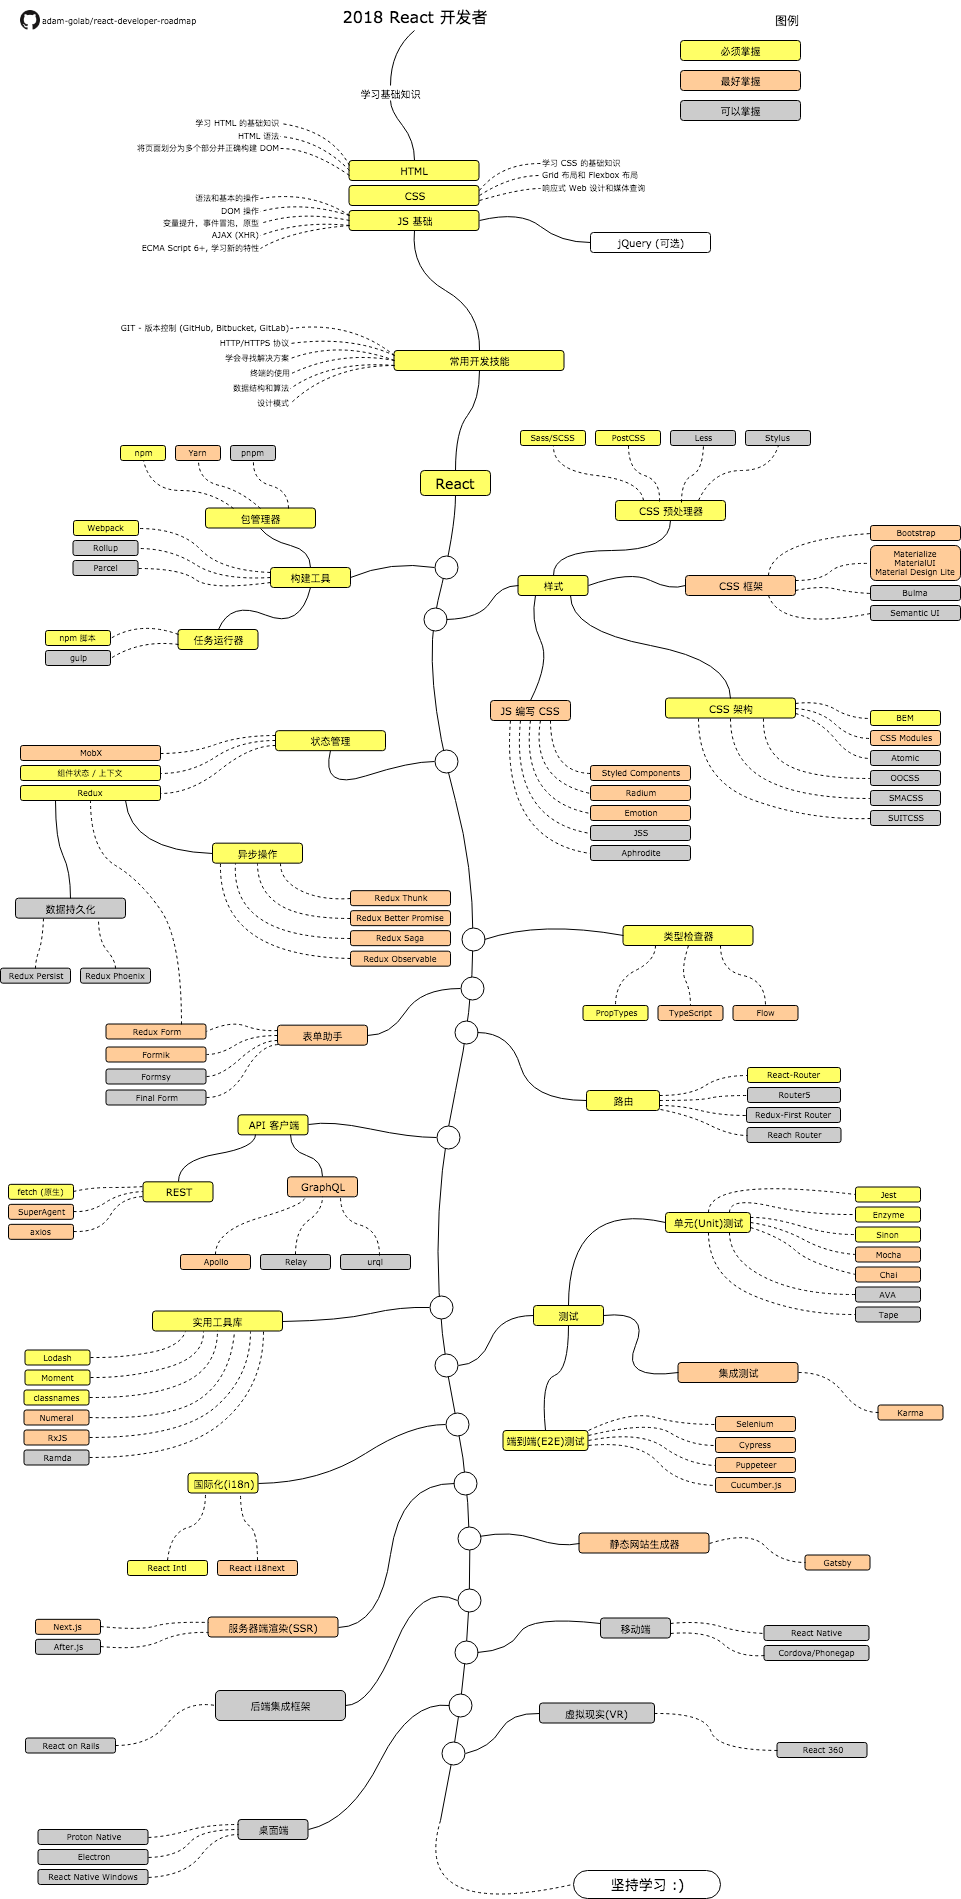 adam-golab/react-developer-roadmap
2018 React 开发者
图例
必须掌握
最好掌握
可以掌握
学习基础知识
学习 HTML 的基础知识
HTML 语法
将页面划分为多个部分并正确构建 DOM
HTML
学习 CSS 的基础知识
Grid 布局和 Flexbox 布局
响应式 Web 设计和媒体查询
CSS
语法和基本的操作
DOM 操作
变量提升，事件冒泡，原型
AJAX (XHR)
ECMA Script 6+, 学习新的特性
JS 基础
jQuery (可选)
GIT - 版本控制 (GitHub, Bitbucket, GitLab)
HTTP/HTTPS 协议
学会寻找解决方案
终端的使用
数据结构和算法
设计模式
常用开发技能
React
npm
Yarn
pnpm
包管理器
Webpack
Rollup
Parcel
构建工具
npm 脚本
gulp
任务运行器
Sass/SCSS
PostCSS
Less
Stylus
CSS 预处理器
样式
CSS 框架
Bootstrap
Materialize
MaterialUI
Material Design Lite
Bulma
Semantic UI
JS 编写 CSS
Styled Components
Radium
Emotion
JSS
Aphrodite
CSS 架构
BEM
CSS Modules
Atomic
OOCSS
SMACSS
SUITCSS
状态管理
MobX
组件状态 / 上下文
Redux
异步操作
Redux Thunk
Redux Better Promise
Redux Saga
Redux Observable
数据持久化
Redux Persist
Redux Phoenix
类型检查器
PropTypes
TypeScript
Flow
表单助手
Redux Form
Formik
Formsy
Final Form
路由
React-Router
Router5
Redux-First Router
Reach Router
API 客户端
REST
fetch (原生)
SuperAgent
axios
GraphQL
Apollo
Relay
urql
实用工具库
Lodash
Moment
classnames
Numeral
RxJS
Ramda
测试
单元(Unit)测试
Jest
Enzyme
Sinon
Mocha
Chai
AVA
Tape
集成测试
Karma
端到端(E2E)测试
Selenium
Cypress
Puppeteer
Cucumber.js
国际化(i18n)
React Intl
React i18next
服务器端渲染(SSR)
Next.js
After.js
静态网站生成器
Gatsby
后端集成框架
React on Rails
移动端
React Native
Cordova/Phonegap
虚拟现实(VR)
React 360
桌面端
Proton Native
Electron
React Native Windows
坚持学习 :)